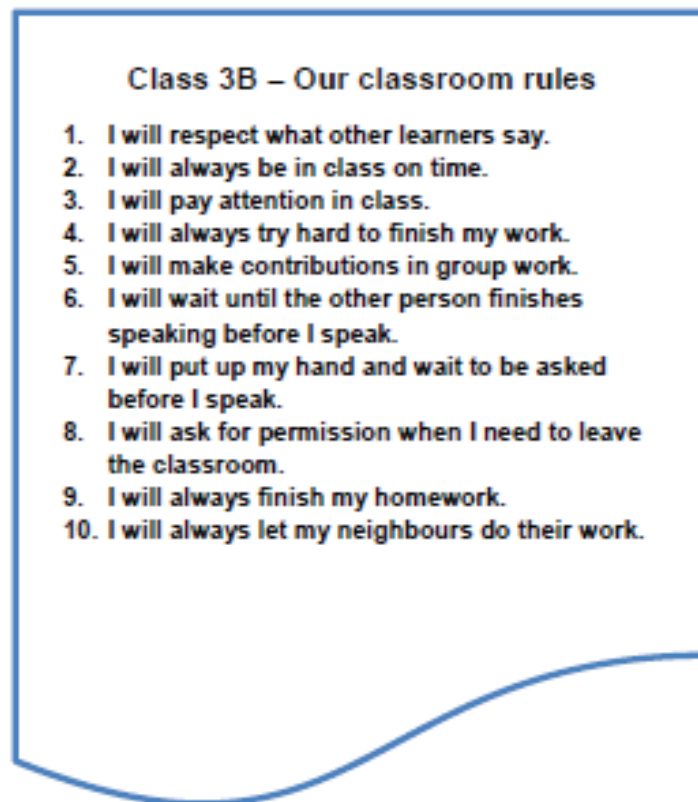 Class 3B – Our classroom rules
1. I will respect what other learners say.
2. I will always be in class on time.
3. I will pay attention in class.
4. I will always try hard to finish my work.
5. I will make contributions in group work.
6. I will wait until the other person finishes
speaking before I speak.
7. I will put up my hand and wait to be asked
before I speak.
8. I will ask for permission when I need to leave
the classroom.
9. I will always finish my homework.
10. I will always let my neighbours do their work.